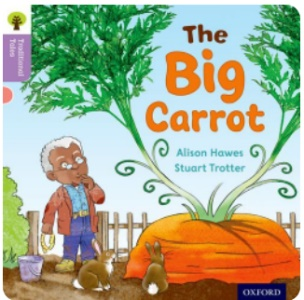 Traditional
Tales
The
Big
Carrot
Alison Hawes
Stuart Trotter
OXFORD